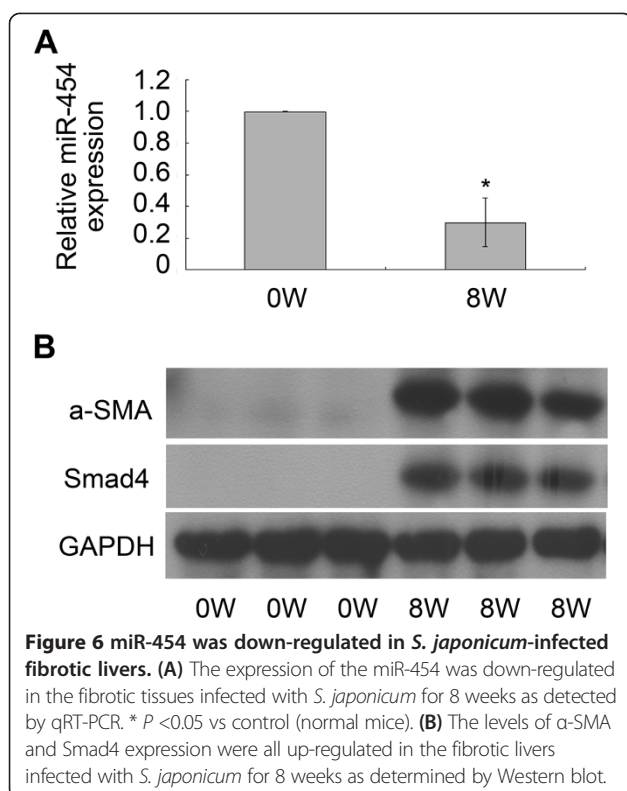 A
Relative miR-454
expression
1.2
1.0
0.8
0.6
0.4
0.2
0
*
0W
8W
B
a-SMA
Smad4
GAPDH
0W 0W 0W 8W 8W 8W
Figure 6 miR-454 was down-regulated in S. japonicum-infected
fibrotic livers. (A) The expression of the miR-454 was down-regulated
in the fibrotic tissues infected with S. japonicum for 8 weeks as detected
by qRT-PCR. * P <0.05 vs control (normal mice). (B) The levels of α-SMA
and Smad4 expression were all up-regulated in the fibrotic livers
infected with S. japonicum for 8 weeks as determined by Western blot.